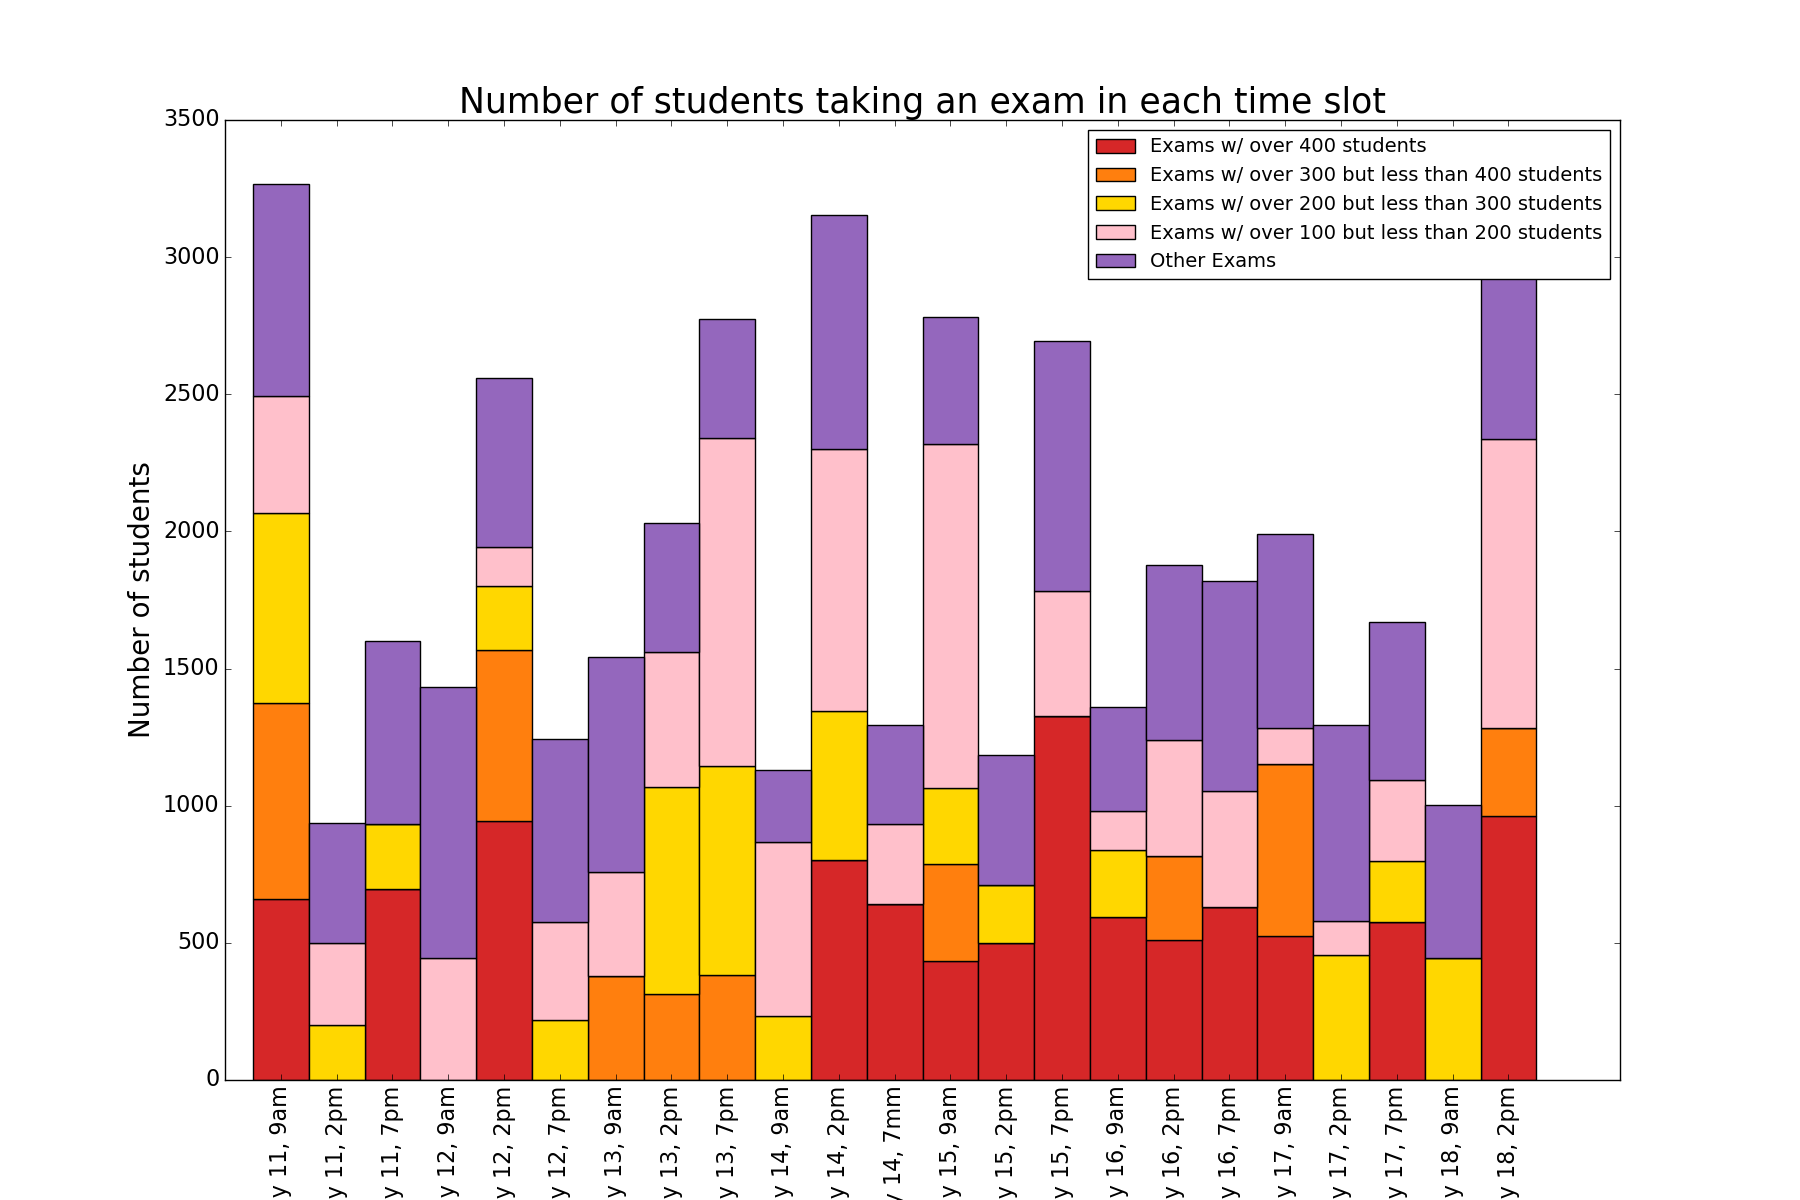 Number of students taking an exam in each time slot
Exams w/ over 400 students
Exams w/ over 300 but less than 400 students
Exams w/ over 200 but less than 300 students
Exams w/ over 100 but less than 200 students
Other Exams
Number of students
3500
3000
2500
2000
1500
1000
500
0
y 11, 9am
y 11, 2pm
y 11, 7pm
y 12, 9am
y 12, 2pm
y 12, 7pm
y 13, 9am
y 13, 2pm
y 13, 7pm
y 14, 9am
y 14, 2pm
y 14, 7mm
y 15, 9am
y 15, 2pm
y 15, 7pm
y 16, 9am
y 16, 2pm
y 16, 7pm
y 17, 9am
y 17, 2pm
y 17, 7pm
y 18, 9am
y 18, 2pm